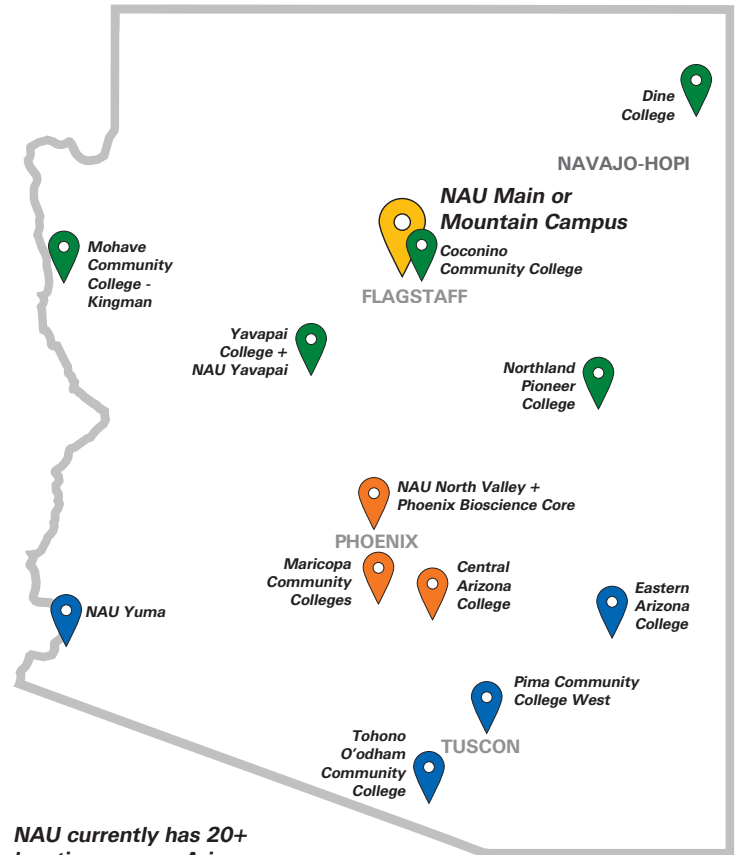 Dine
College
NAVAJO-HOPI
NAU Main or
Mountain Campus
Coconino
Community College
FLAGSTAFF
Mohave
Community
College -
Kingman
Yavapai
College +
NAU Yavapai
Northland
Pioneer
College
NAU North Valley +
Phoenix Bioscience Core
PHOENIX
Maricopa
Community
Colleges
Central
Arizona
College
NAU Yuma
Eastern
Arizona
College
Pima Community
College West
TUSCON
Tohono
O'odham
Community
College
NAU currently has 20+